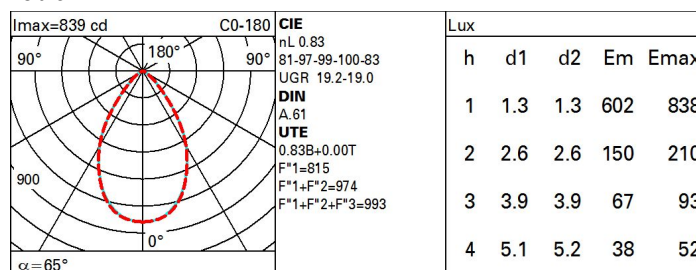 Imax=839 cd C0-180
90° 180° 90°
900
0°
α=65°
CIE
nL 0.83
81-97-99-100-83
UGR 19.2-19.0
DIN
A.61
UTE
0.83B+0.00T
F"1=815
F"1+F"2=974
F"1+F"2+F"3=993
Lux
h d1 d2 Em Emax
1 1.3 1.3 602 838
2 2.6 2.6 150 210
3 3.9 3.9 67 93
4 5.1 5.2 38 52